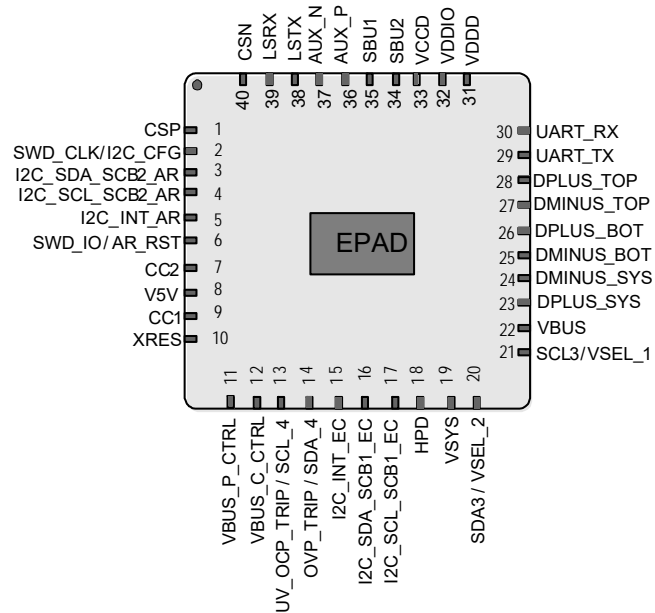 CSN
LSRX
LSTX
AUX_N
AUX_P
SBU1
SBU2
VCCD
VDDIO
VDDD
40
39
38
37
36
35
34
33
32
31
CSP 1
SWD_CLK/I2C_CFG 2
I2C_SDA_SCB2_AR 3
I2C_SCL_SCB2_AR 4
I2C_INT_AR 5
SWD_IO/ AR_RST 6
CC2 7
V5V 8
CC1 9
XRES 10
EPAD
30 UART_RX
29 UART_TX
28 DPLUS_TOP
27 DMINUS_TOP
26 DPLUS_BOT
25 DMINUS_BOT
24 DMINUS_SYS
23 DPLUS_SYS
22 VBUS
21 SCL3/VSEL_1
11
12
13
14
15
16
17
18
19
20
VBUS_P_CTRL
VBUS_C_CTRL
UV_OCP_TRIP / SCL_4
OVP_TRIP / SDA_4
I2C_INT_EC
I2C_SDA_SCB1_EC
I2C_SCL_SCB1_EC
HPD
VSYS
SDA3 / VSEL_2